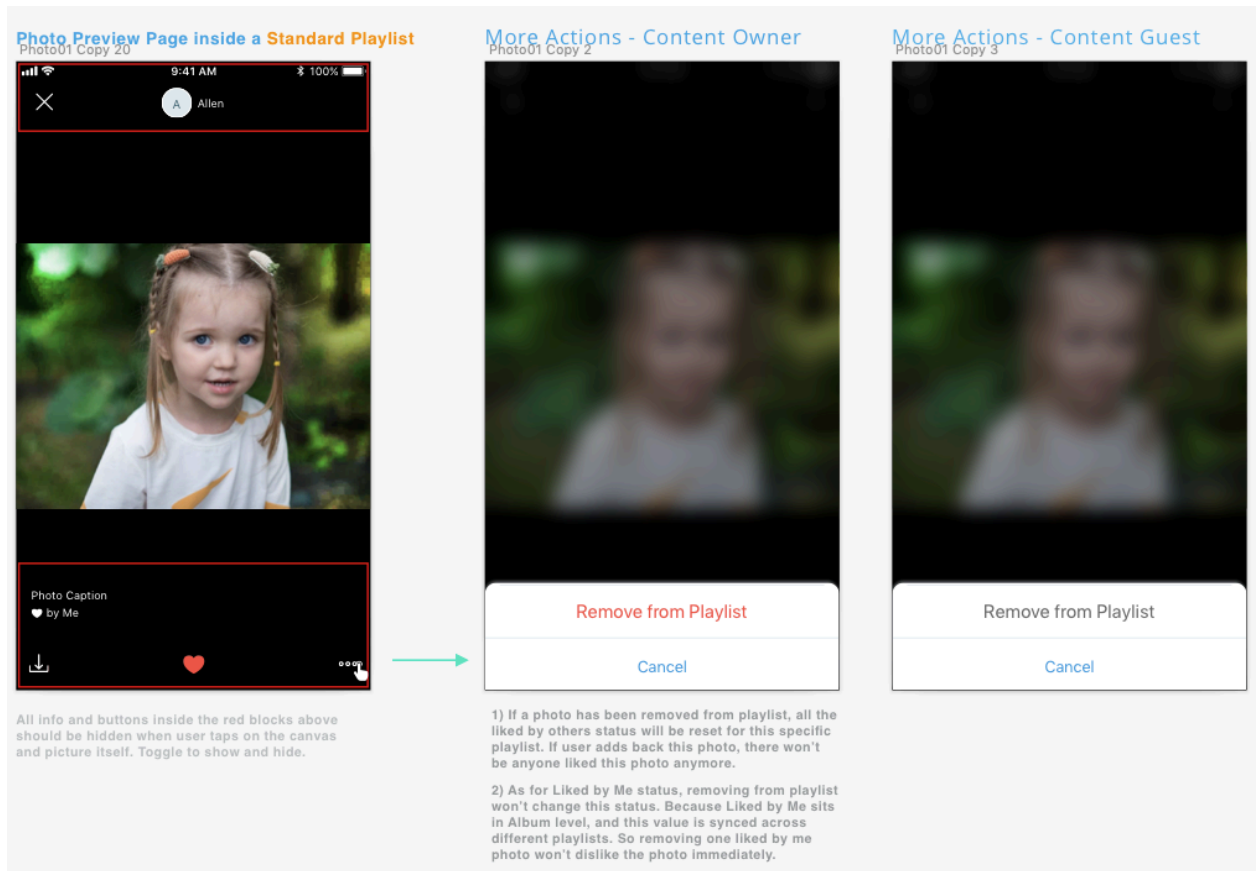 Photo Preview Page inside a Standard Playlist
Photo01 Copy 20
9:41 AM
100%
A
Allen
Photo Caption
by Me
All info and buttons inside the red blocks above
should be hidden when user taps on the canvas
and picture itself. Toggle to show and hide.
More Actions - Content Owner
Photo01 Copy 2
Remove from Playlist
Cancel
1) If a photo has been removed from playlist, all the
liked by others status will be reset for this specific
playlist. If user adds back this photo, there won't
be anyone liked this photo anymore.
2) As for Liked by Me status, removing from playlist
won't change this status. Because Liked by Me sits
in Album level, and this value is synced across
different playlists. So removing one liked by me
photo won't dislike the photo immediately.
More Actions - Content Guest
Photo01 Copy 3
Remove from Playlist
Cancel